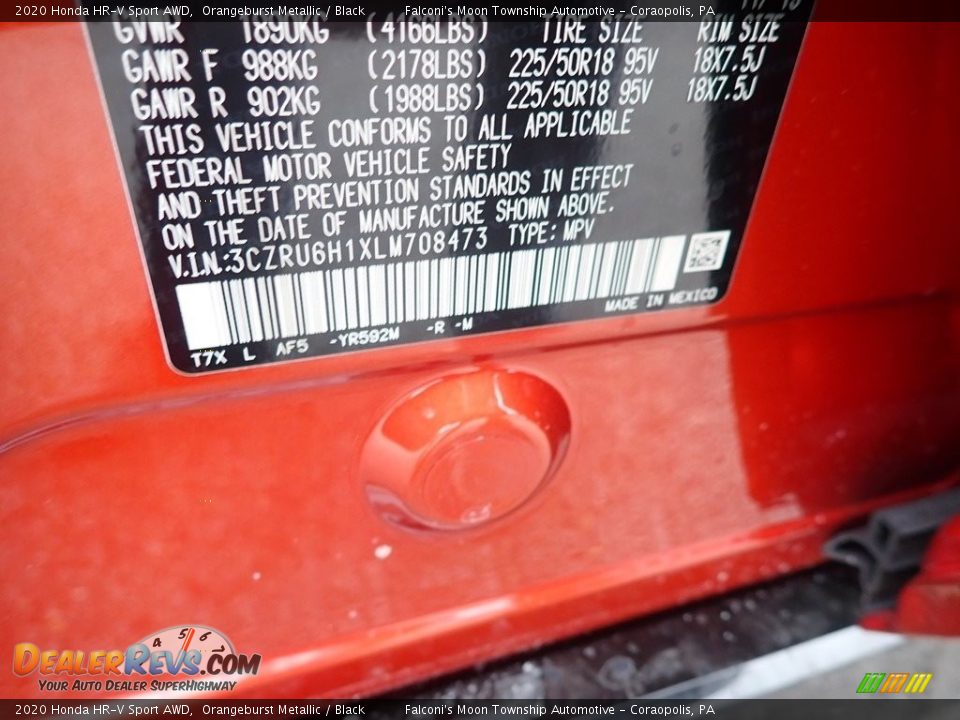 2020 Honda HR-V Sport AWD, Orangeburst Metallic / Black Falconi's Moon Township Automotive - Coraopolis, PA
GVWR 1890KG (4166LBS) TIRE SIZE RIM SIZE
GAWR F 988KG (2178LBS) 225/50R18 95V 18X7.5J
GAWR R 902KG (1988LBS) 225/50R18 95V 18X7.5J
THIS VEHICLE CONFORMS TO ALL APPLICABLE
FEDERAL MOTOR VEHICLE SAFETY
AND THEFT PREVENTION STANDARDS IN EFFECT
ON THE DATE OF MANUFACTURE SHOWN ABOVE.
V.I.N.:3CZRU6H1XLM708473 TYPE: MPV
MADE IN MEXICO
T7X L AF5 -YR592M -R -M
4 5 6
DEALERREVS.COM
YOUR AUTO DEALER SUPERHIGHWAY
2020 Honda HR-V Sport AWD, Orangeburst Metallic / Black Falconi's Moon Township Automotive - Coraopolis, PA